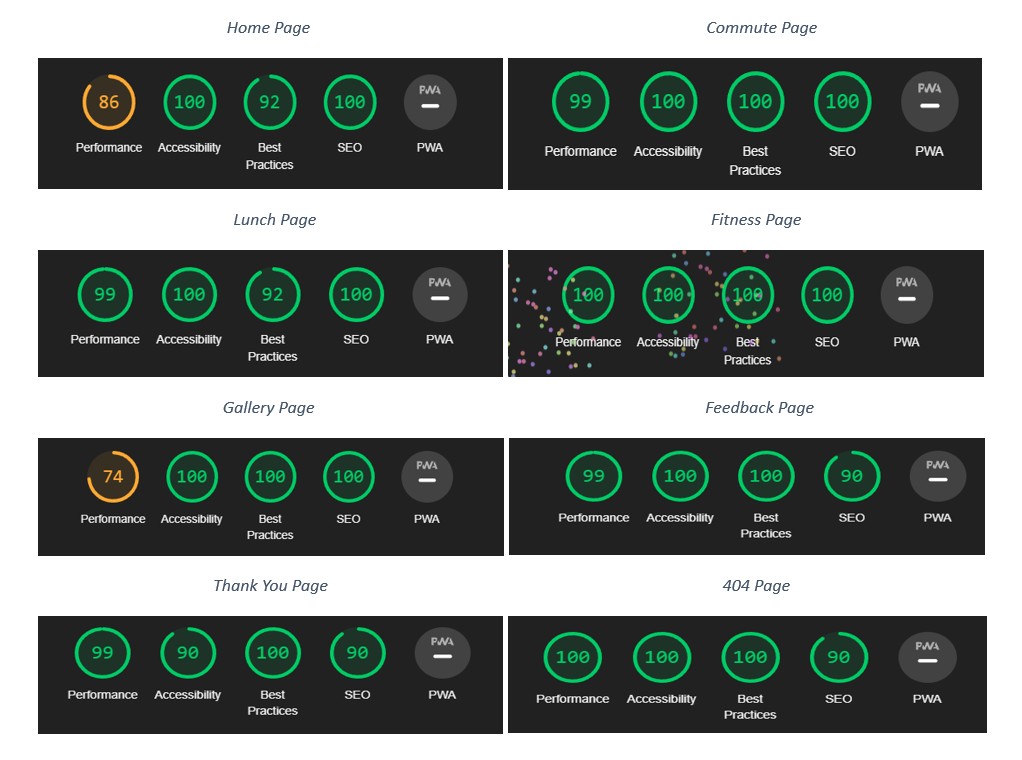 Home Page
Commute Page
86 100 92 100 PWA
Performance Accessibility Best Practices SEO PWA
99 100 100 100 PWA
Performance Accessibility Best Practices SEO PWA
Lunch Page
Fitness Page
99 100 92 100 PWA
Performance Accessibility Best Practices SEO PWA
100 100 100 100 PWA
Performance Accessibility Best Practices SEO PWA
Gallery Page
Feedback Page
74 100 100 100 PWA
Performance Accessibility Best Practices SEO PWA
99 100 100 90 PWA
Performance Accessibility Best Practices SEO PWA
Thank You Page
404 Page
99 90 100 90 PWA
Performance Accessibility Best Practices SEO PWA
100 100 100 90 PWA
Performance Accessibility Best Practices SEO PWA